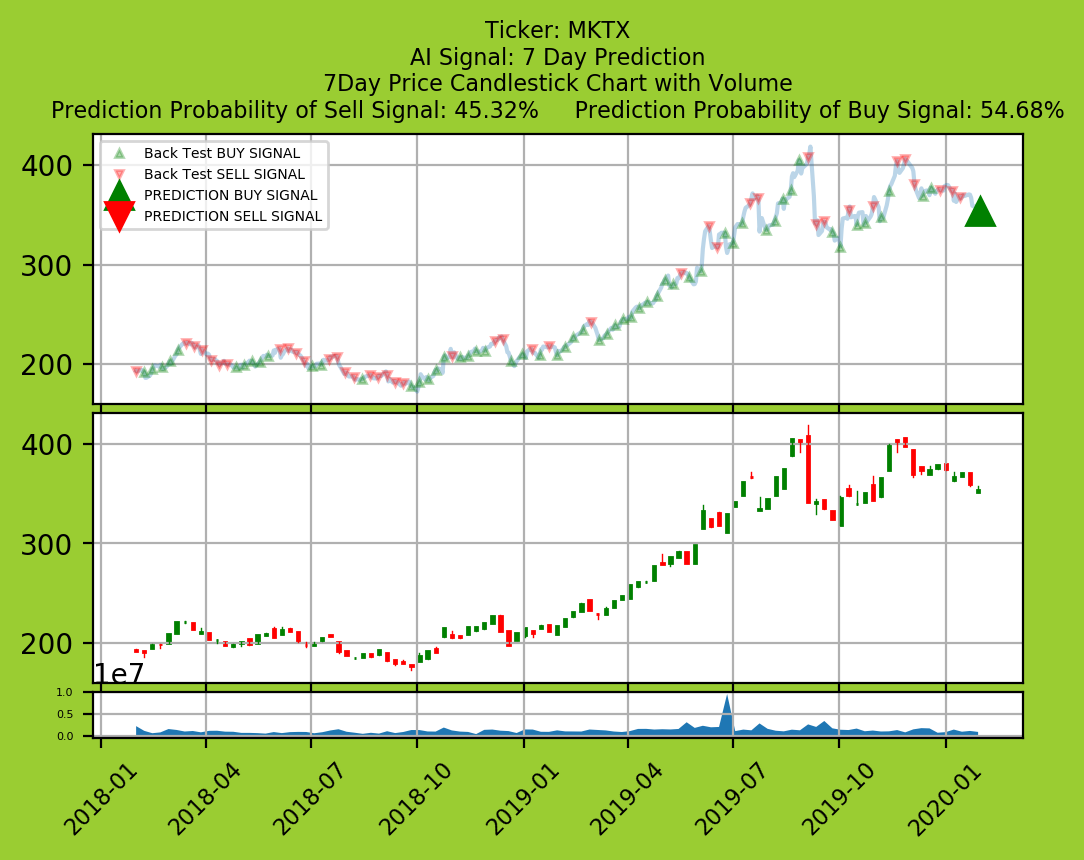 Ticker: MKTX
AI Signal: 7 Day Prediction
7Day Price Candlestick Chart with Volume
Prediction Probability of Sell Signal: 45.32%     Prediction Probability of Buy Signal: 54.68%
Back Test BUY SIGNAL
Back Test SELL SIGNAL
PREDICTION BUY SIGNAL
PREDICTION SELL SIGNAL
400
300
200
400
300
200
1e7
1.0
0.5
0.0
2018-01
2018-04
2018-07
2018-10
2019-01
2019-04
2019-07
2019-10
2020-01